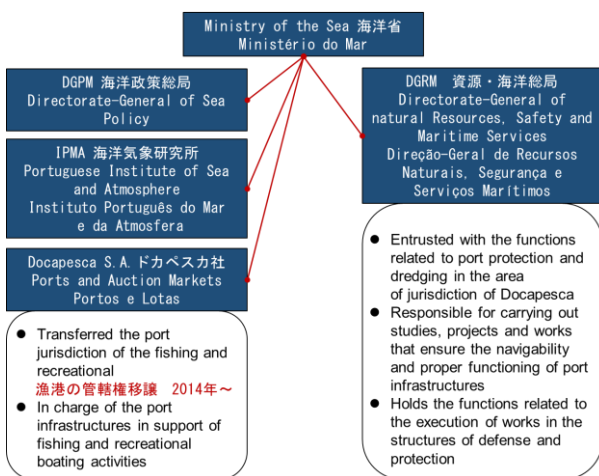 Ministry of the Sea 海洋省
Ministério do Mar
DGPM 海洋政策総局
Directorate-General of Sea
Policy
IPMA 海洋気象研究所
Portuguese Institute of Sea
and Atmosphere
Instituto Português do Mar
e da Atmosfera
Docapesca S.A.ドカペスカ社
Ports and Auction Markets
Portos e Lotas
● Transferred the port
jurisdiction of the fishing and
recreational
漁港の管轄権移譲 2014年~
● In charge of the port
infrastructures in support of
fishing and recreational
boating activities
DGRM 資源・海洋総局
Directorate-General of
natural Resources, Safety and
Maritime Services
Direção-Geral de Recursos
Naturais, Segurança e
Serviços Marítimos
● Entrusted with the functions
related to port protection and
dredging in the area
of jurisdiction of Docapesca
● Responsible for carrying out
studies, projects and works
that ensure the navigability
and proper functioning of port
infrastructures
● Holds the functions related to
the execution of works in the
structures of defense and
protection